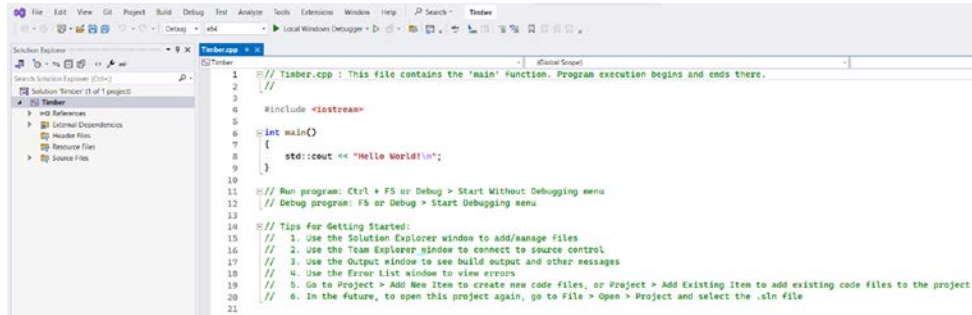 File Edit View Git Project Build Debug Test Analyze Tools Extensions Window Help Search Timber
Debug x64 Local Windows Debugger
Solution Explorer
Timber.cpp
Timber (Global Scope)
Search Solution Explorer (Ctrl+;)
Solution 'Timber' (1 of 1 project)
Timber
References
External Dependencies
Header Files
Resource Files
Source Files
1 // Timber.cpp : This file contains the 'main' function. Program execution begins and ends there.
2 //
3
4 #include <iostream>
5
6 int main()
7 {
8 std::cout << "Hello World!\n";
9 }
10
11 // Run program: Ctrl + F5 or Debug > Start Without Debugging menu
12 // Debug program: F5 or Debug > Start Debugging menu
13
14 // Tips for Getting Started:
15 // 1. Use the Solution Explorer window to add/manage files
16 // 2. Use the Team Explorer window to connect to source control
17 // 3. Use the Output window to see build output and other messages
18 // 4. Use the Error List window to view errors
19 // 5. Go to Project > Add New Item to create new code files, or Project > Add Existing Item to add existing code files to the project
20 // 6. In the future, to open this project again, go to File > Open > Project and select the .sln file
21